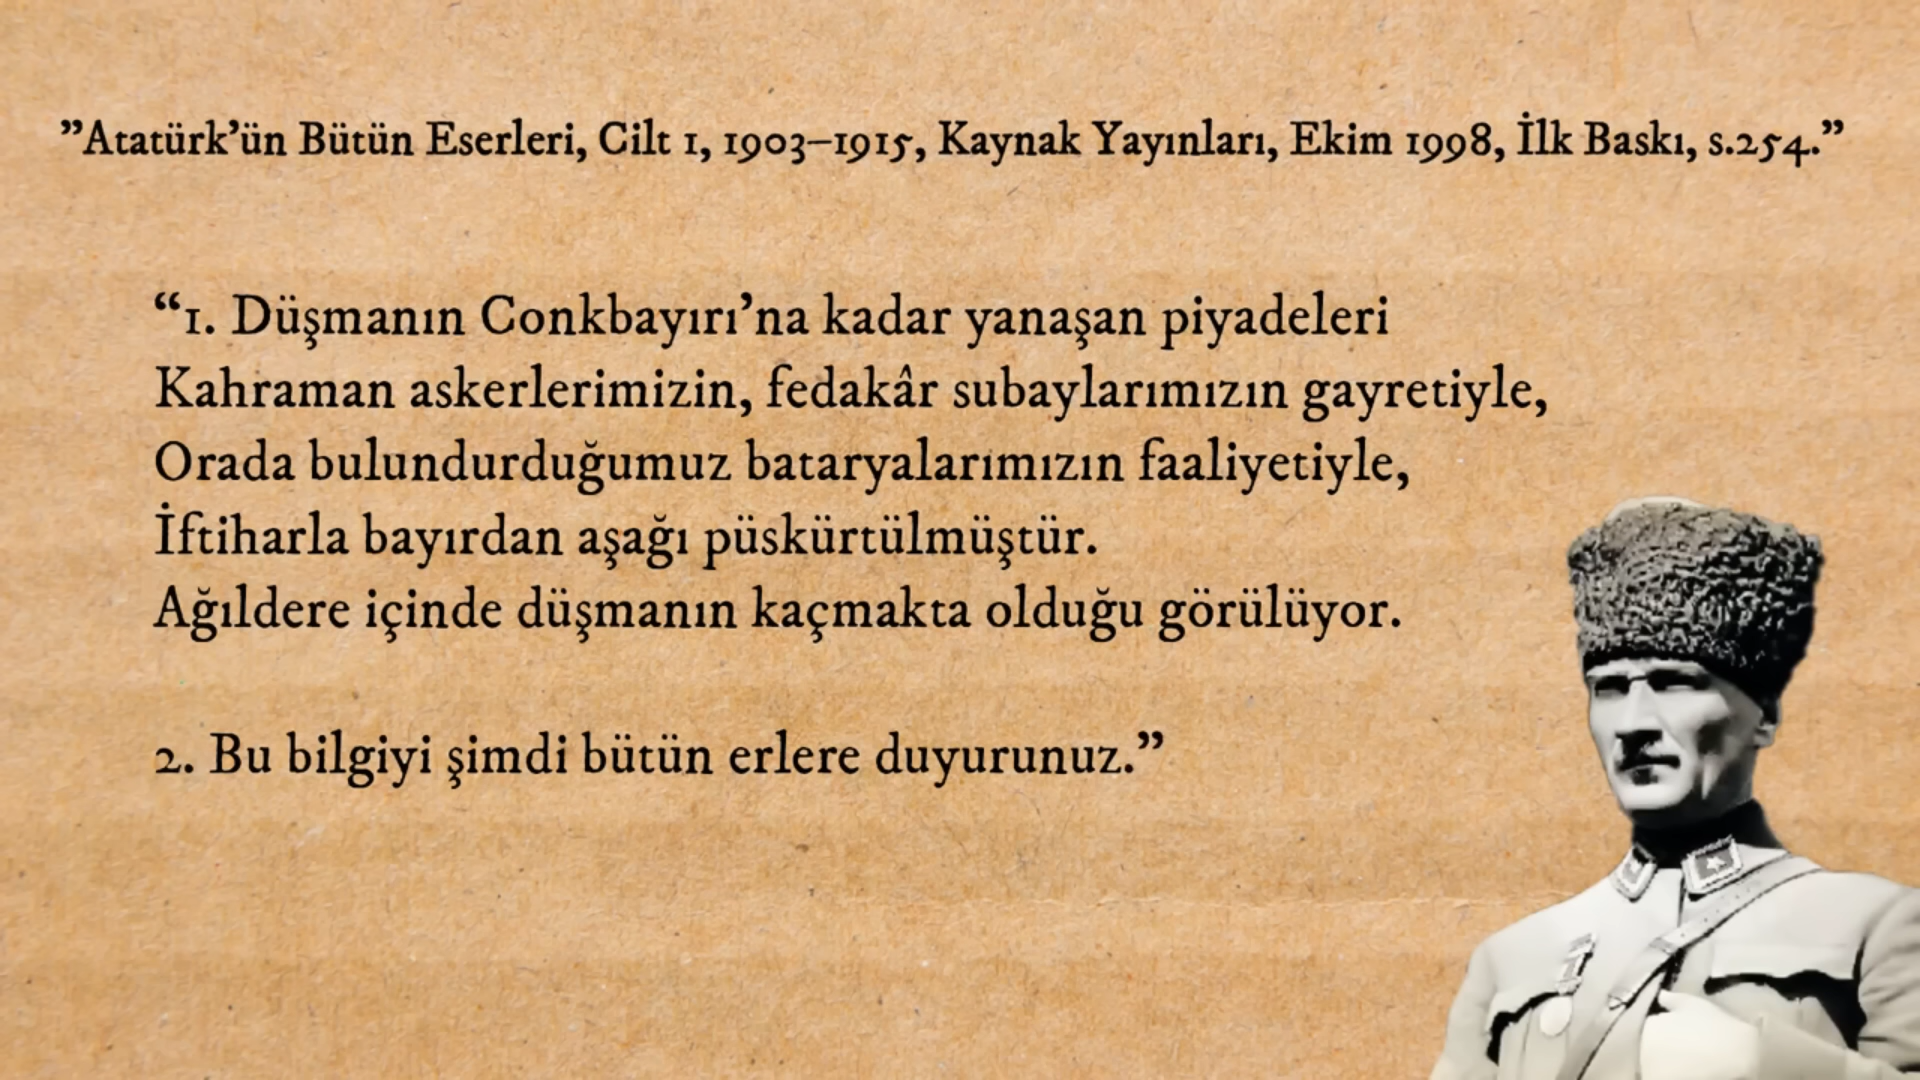 ”Atatürk’ün Bütün Eserleri, Cilt 1, 1903–1915, Kaynak Yayınları, Ekim 1998, İlk Baskı, s.254.”
“1. Düşmanın Conkbayırı’na kadar yanaşan piyadeleri
Kahraman askerlerimizin, fedakâr subaylarımızın gayretiyle,
Orada bulundurduğumuz bataryalarımızın faaliyetiyle,
İftiharla bayırdan aşağı püskürtülmüştür.
Ağıldere içinde düşmanın kaçmakta olduğu görülüyor.
2. Bu bilgiyi şimdi bütün erlere duyurunuz.”